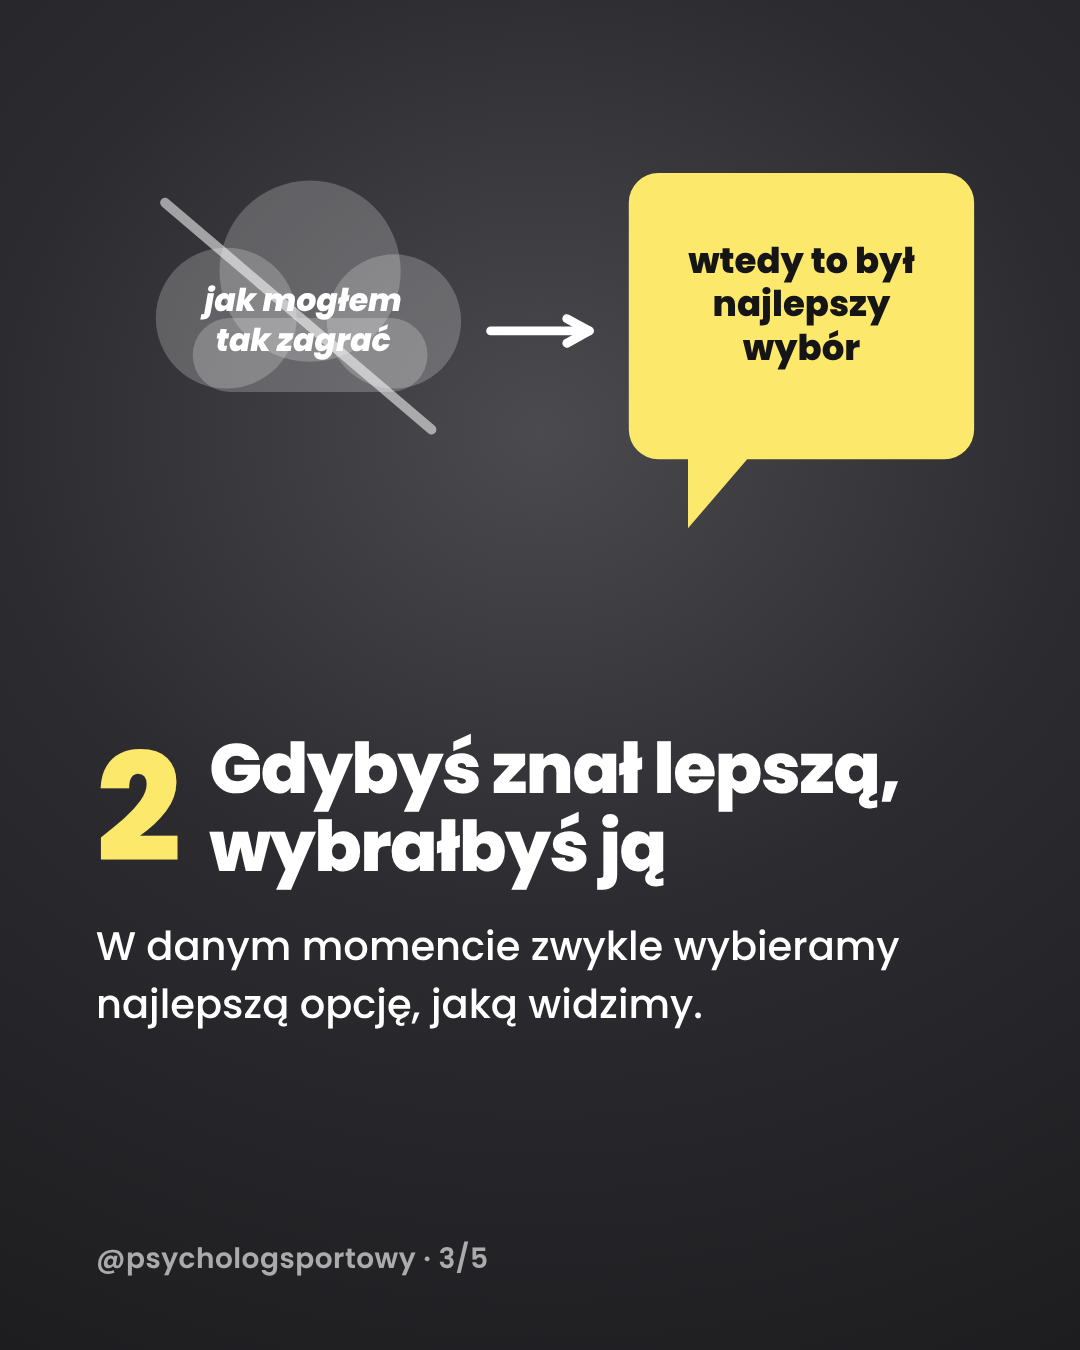 jak mogłem
tak zagrać
wtedy to był
najlepszy
wybór
2
Gdybyś znał lepszą,
wybrałbyś ją
W danym momencie zwykle wybieramy
najlepszą opcję, jaką widzimy.
@psychologsportowy · 3/5